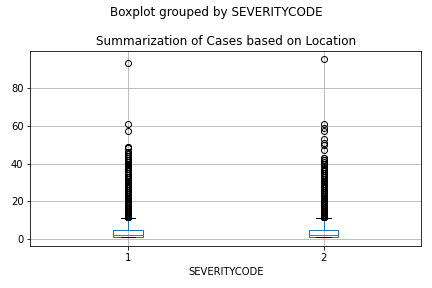 Boxplot grouped by SEVERITYCODE
Summarization of Cases based on Location
80
60
40
20
0
1 2
SEVERITYCODE